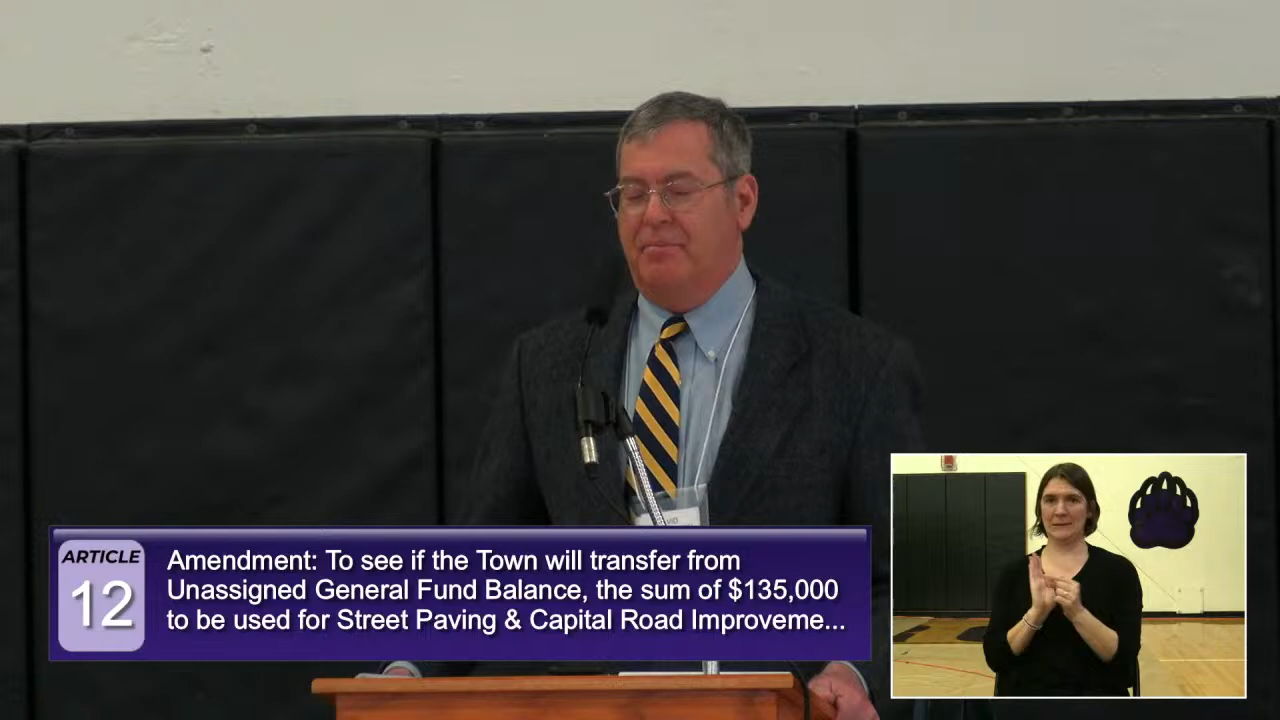 ARTICLE
12
Amendment: To see if the Town will transfer from
Unassigned General Fund Balance, the sum of $135,000
to be used for Street Paving & Capital Road Improveme...